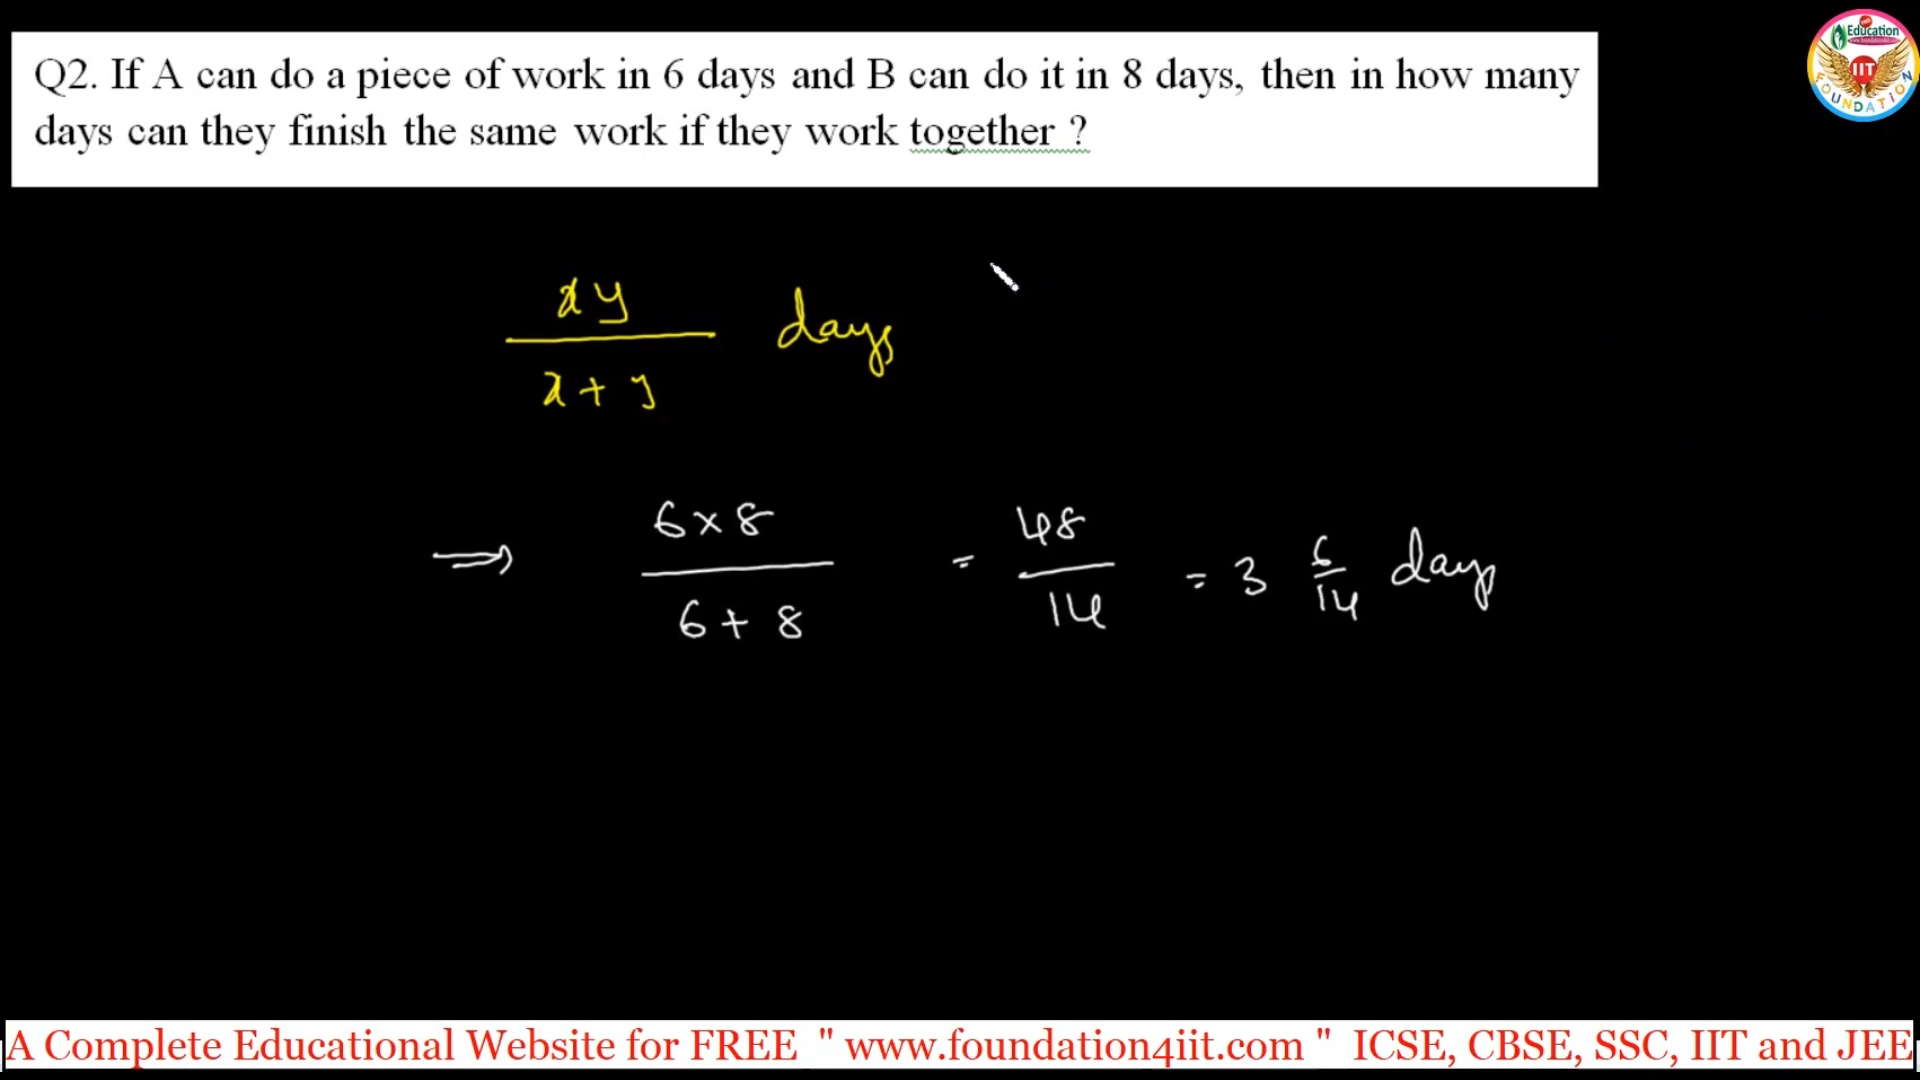 Education
IIT
FOUNDATION
Q2. If A can do a piece of work in 6 days and B can do it in 8 days, then in how many
days can they finish the same work if they work together ?
xy / x + y days
⇒ 6 × 8 / 6 + 8 = 48 / 14 = 3 6/14 days
A Complete Educational Website for FREE " www.foundation4iit.com " ICSE, CBSE, SSC, IIT and JEE